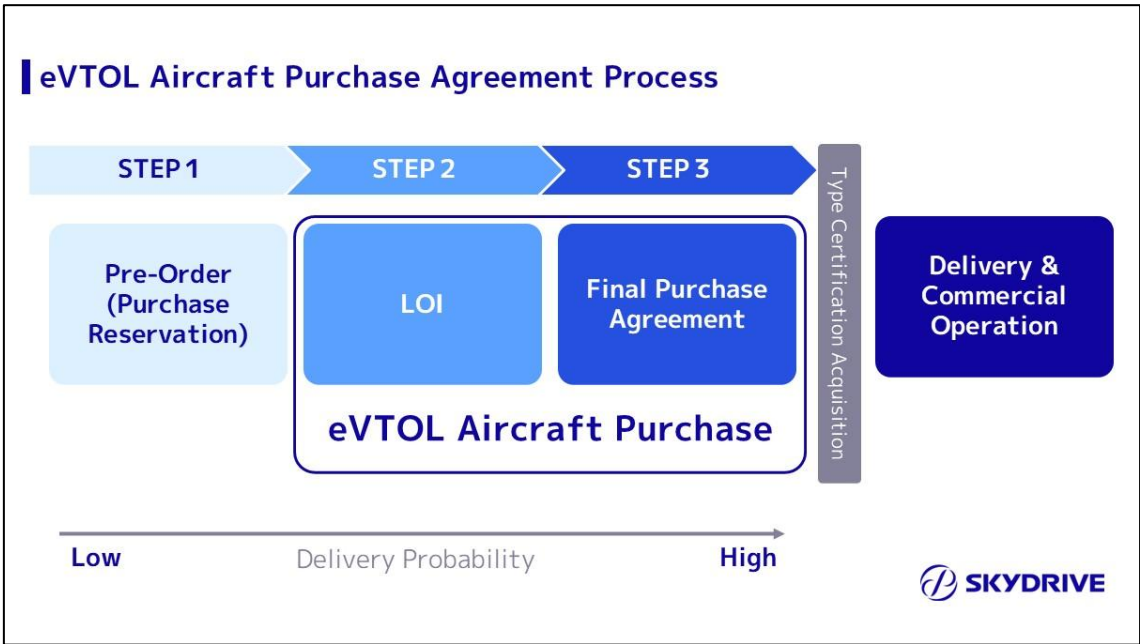 eVTOL Aircraft Purchase Agreement Process
STEP 1
STEP 2
STEP 3
Type Certification Acquisition
Pre-Order
(Purchase
Reservation)
LOI
Final Purchase
Agreement
Delivery &
Commercial
Operation
eVTOL Aircraft Purchase
Low
Delivery Probability
High
SKYDRIVE